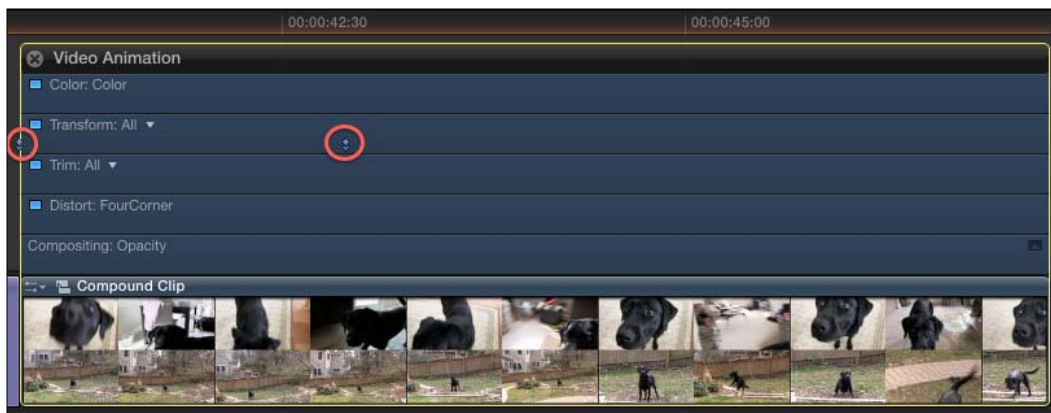 00:00:42:30 00:00:45:00
Video Animation
Color: Color
Transform: All
Trim: All
Distort: FourCorner
Compositing: Opacity
Compound Clip